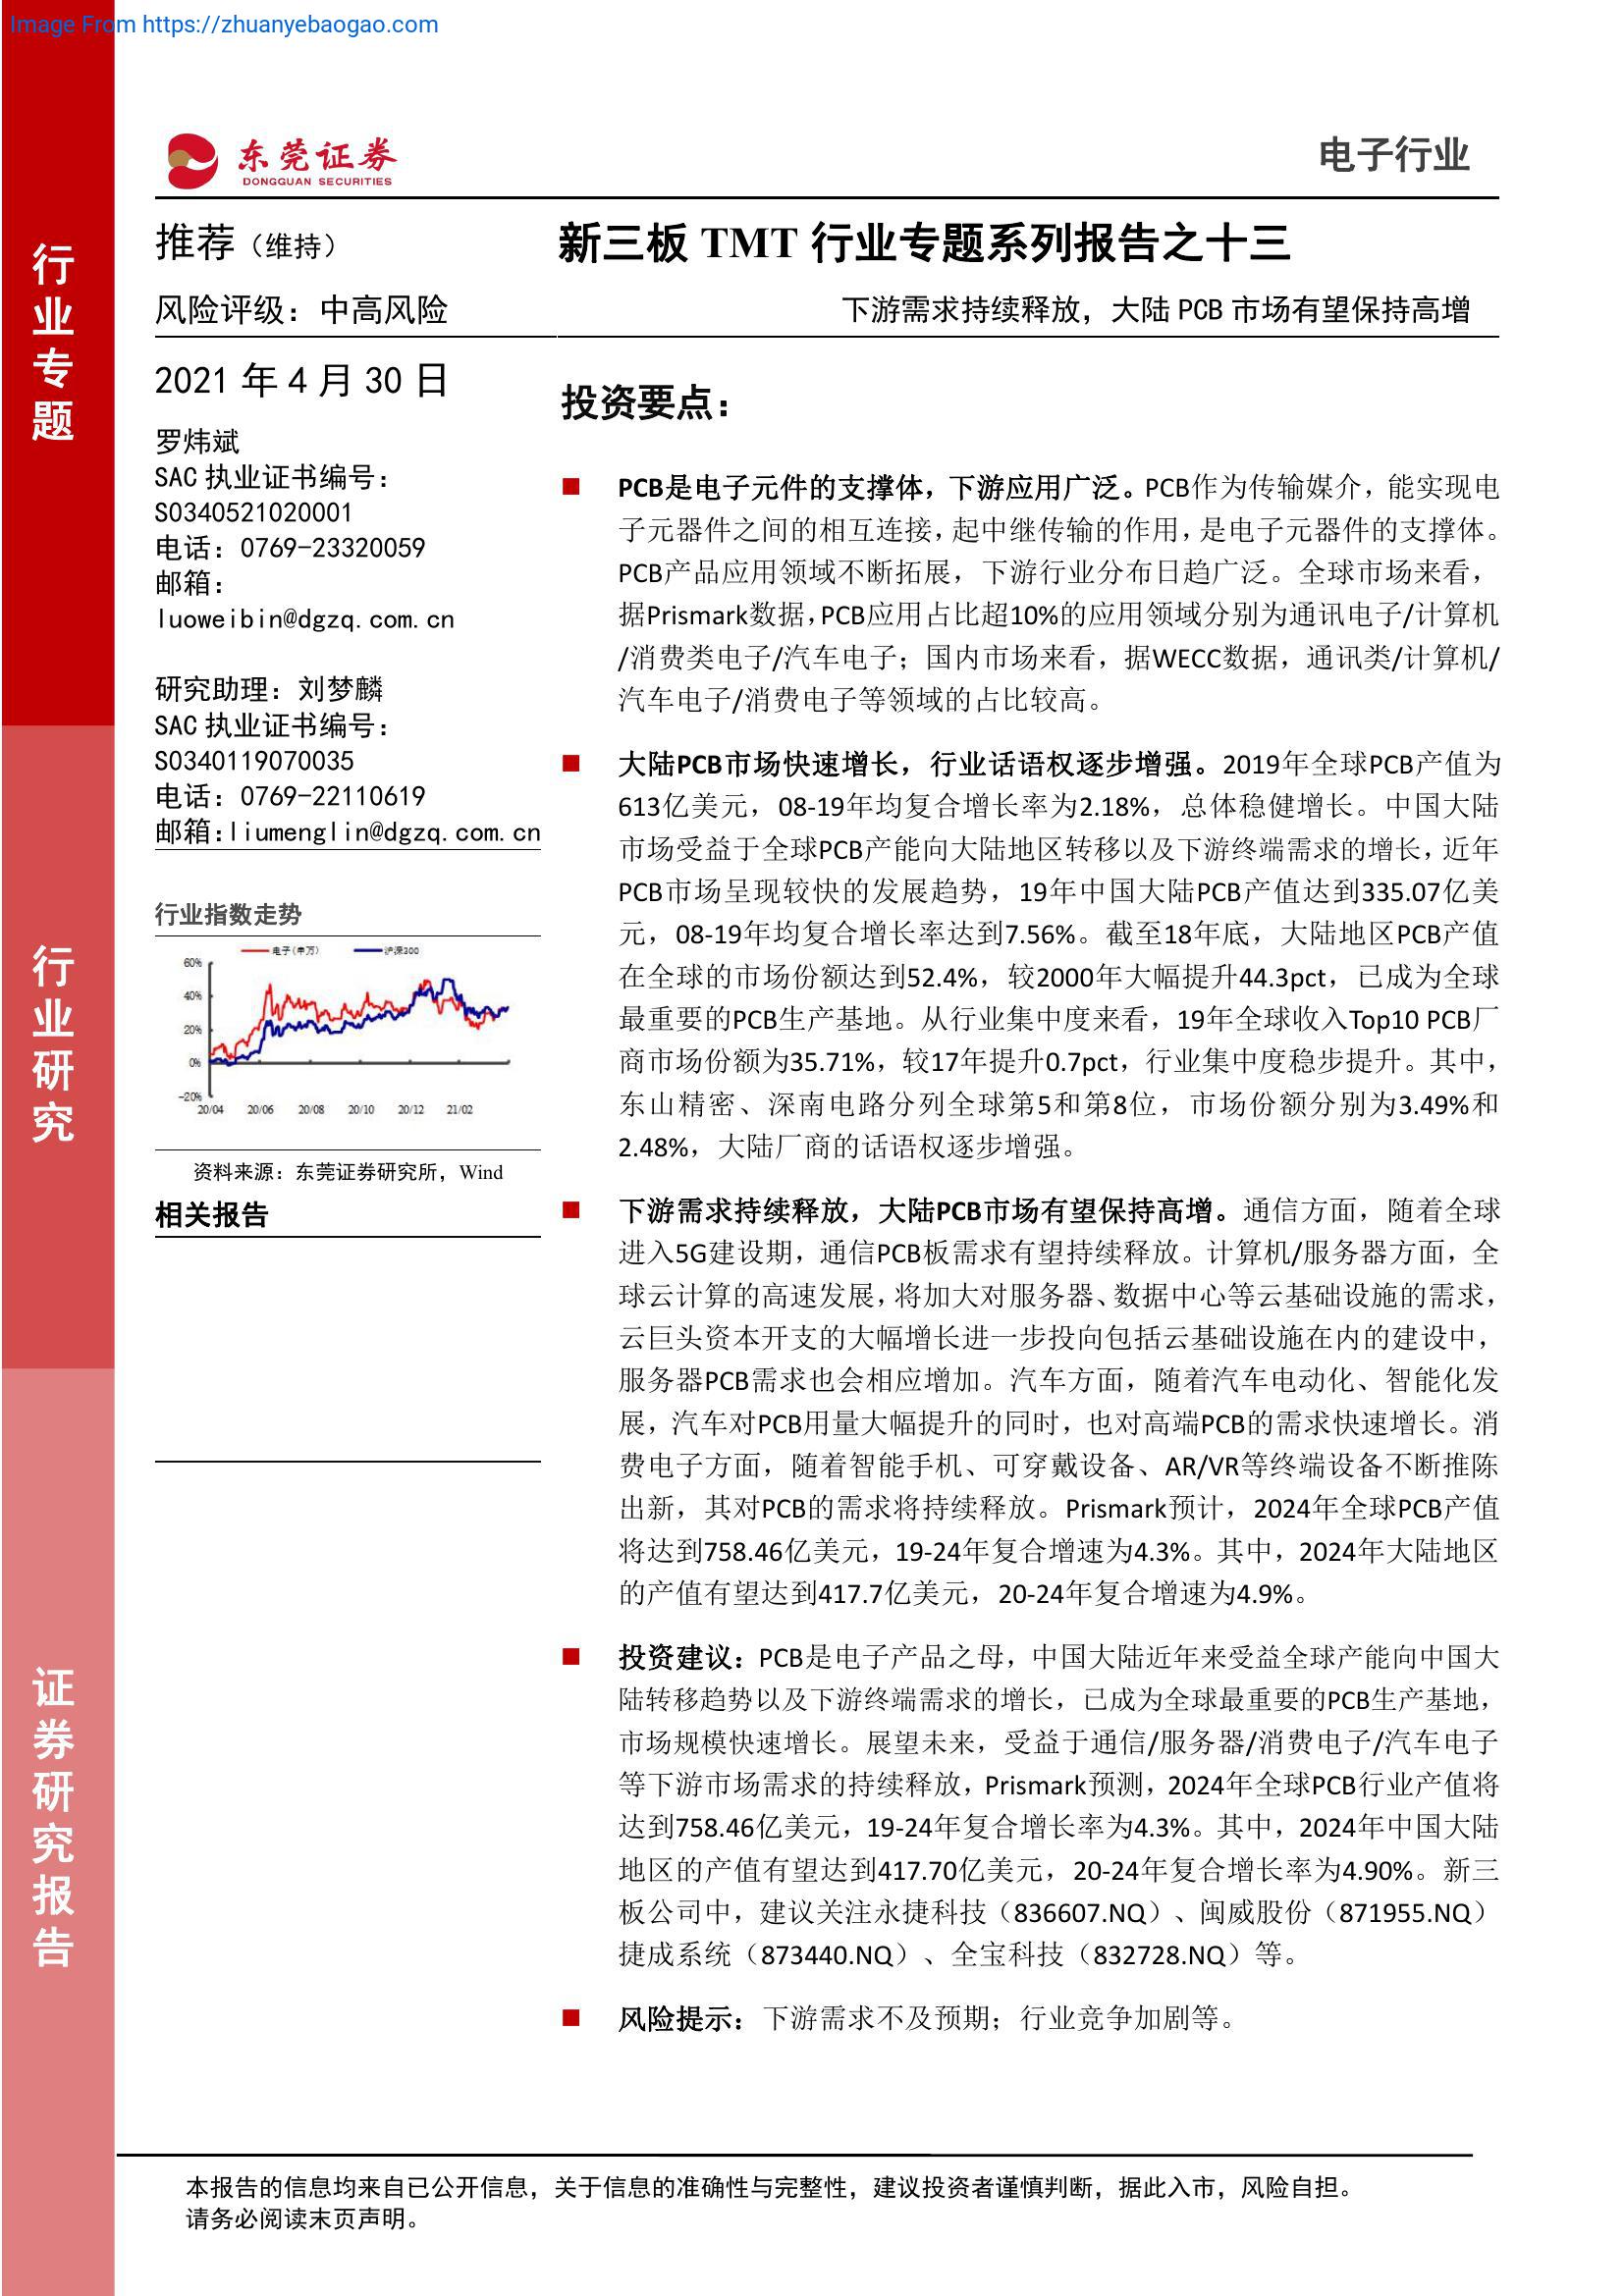 Image From https://zhuanyebaogao.com
行业专题
行业研究
证券研究报告
东莞证券
DONGGUAN SECURITIES
电子行业
推荐（维持）
风险评级：中高风险
新三板 TMT 行业专题系列报告之十三
下游需求持续释放，大陆 PCB 市场有望保持高增
2021 年 4 月 30 日
罗炜斌
SAC 执业证书编号：
S0340521020001
电话：0769-23320059
邮箱：
luoweibin@dgzq.com.cn
研究助理：刘梦麟
SAC 执业证书编号：
S0340119070035
电话：0769-22110619
邮箱：liumenglin@dgzq.com.cn
行业指数走势
电子（申万） 沪深300
60%
40%
20%
0%
-20%
20/04 20/06 20/08 20/10 20/12 21/02
资料来源：东莞证券研究所，Wind
相关报告
投资要点：
■ PCB是电子元件的支撑体，下游应用广泛。PCB作为传输媒介，能实现电
子元器件之间的相互连接，起中继传输的作用，是电子元器件的支撑体。
PCB产品应用领域不断拓展，下游行业分布日趋广泛。全球市场来看，
据Prismark数据，PCB应用占比超10%的应用领域分别为通讯电子/计算机
/消费类电子/汽车电子；国内市场来看，据WECC数据，通讯类/计算机/
汽车电子/消费电子等领域的占比较高。
■ 大陆PCB市场快速增长，行业话语权逐步增强。2019年全球PCB产值为
613亿美元，08-19年均复合增长率为2.18%，总体稳健增长。中国大陆
市场受益于全球PCB产能向大陆地区转移以及下游终端需求的增长，近年
PCB市场呈现较快的发展趋势，19年中国大陆PCB产值达到335.07亿美
元，08-19年均复合增长率达到7.56%。截至18年底，大陆地区PCB产值
在全球的市场份额达到52.4%，较2000年大幅提升44.3pct，已成为全球
最重要的PCB生产基地。从行业集中度来看，19年全球收入Top10 PCB厂
商市场份额为35.71%，较17年提升0.7pct，行业集中度稳步提升。其中，
东山精密、深南电路分列全球第5和第8位，市场份额分别为3.49%和
2.48%，大陆厂商的话语权逐步增强。
■ 下游需求持续释放，大陆PCB市场有望保持高增。通信方面，随着全球
进入5G建设期，通信PCB板需求有望持续释放。计算机/服务器方面，全
球云计算的高速发展，将加大对服务器、数据中心等云基础设施的需求，
云巨头资本开支的大幅增长进一步投向包括云基础设施在内的建设中，
服务器PCB需求也会相应增加。汽车方面，随着汽车电动化、智能化发
展，汽车对PCB用量大幅提升的同时，也对高端PCB的需求快速增长。消
费电子方面，随着智能手机、可穿戴设备、AR/VR等终端设备不断推陈
出新，其对PCB的需求将持续释放。Prismark预计，2024年全球PCB产值
将达到758.46亿美元，19-24年复合增速为4.3%。其中，2024年大陆地区
的产值有望达到417.7亿美元，20-24年复合增速为4.9%。
■ 投资建议：PCB是电子产品之母，中国大陆近年来受益全球产能向中国大
陆转移趋势以及下游终端需求的增长，已成为全球最重要的PCB生产基地，
市场规模快速增长。展望未来，受益于通信/服务器/消费电子/汽车电子
等下游市场需求的持续释放，Prismark预测，2024年全球PCB行业产值将
达到758.46亿美元，19-24年复合增长率为4.3%。其中，2024年中国大陆
地区的产值有望达到417.70亿美元，20-24年复合增长率为4.90%。新三
板公司中，建议关注永捷科技（836607.NQ）、闽威股份（871955.NQ）
捷成系统（873440.NQ）、全宝科技（832728.NQ）等。
■ 风险提示：下游需求不及预期；行业竞争加剧等。
本报告的信息均来自已公开信息，关于信息的准确性与完整性，建议投资者谨慎判断，据此入市，风险自担。
请务必阅读末页声明。